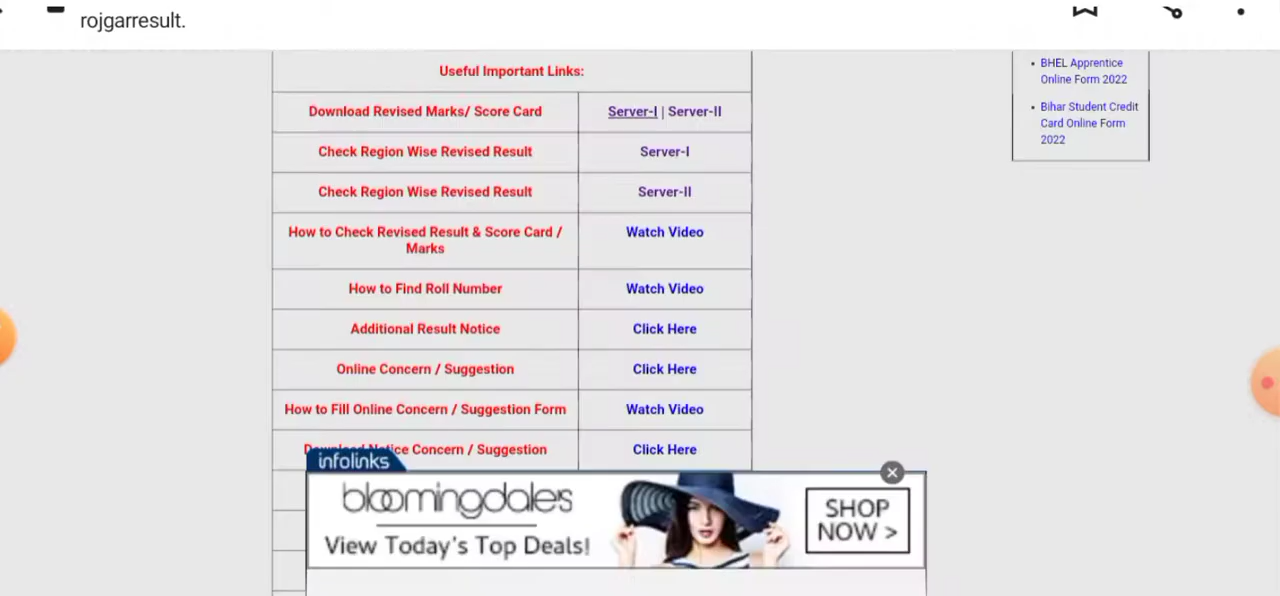 rojgarresult.
Useful Important Links:
Download Revised Marks/ Score Card Server-I | Server-II
Check Region Wise Revised Result Server-I
Check Region Wise Revised Result Server-II
How to Check Revised Result & Score Card / Watch Video
Marks
How to Find Roll Number Watch Video
Additional Result Notice Click Here
Online Concern / Suggestion Click Here
How to Fill Online Concern / Suggestion Form Watch Video
Download Notice Concern / Suggestion Click Here
BHEL Apprentice
Online Form 2022
Bihar Student Credit
Card Online Form
2022
infolinks
bloomingdale's
View Today's Top Deals!
SHOP
NOW >